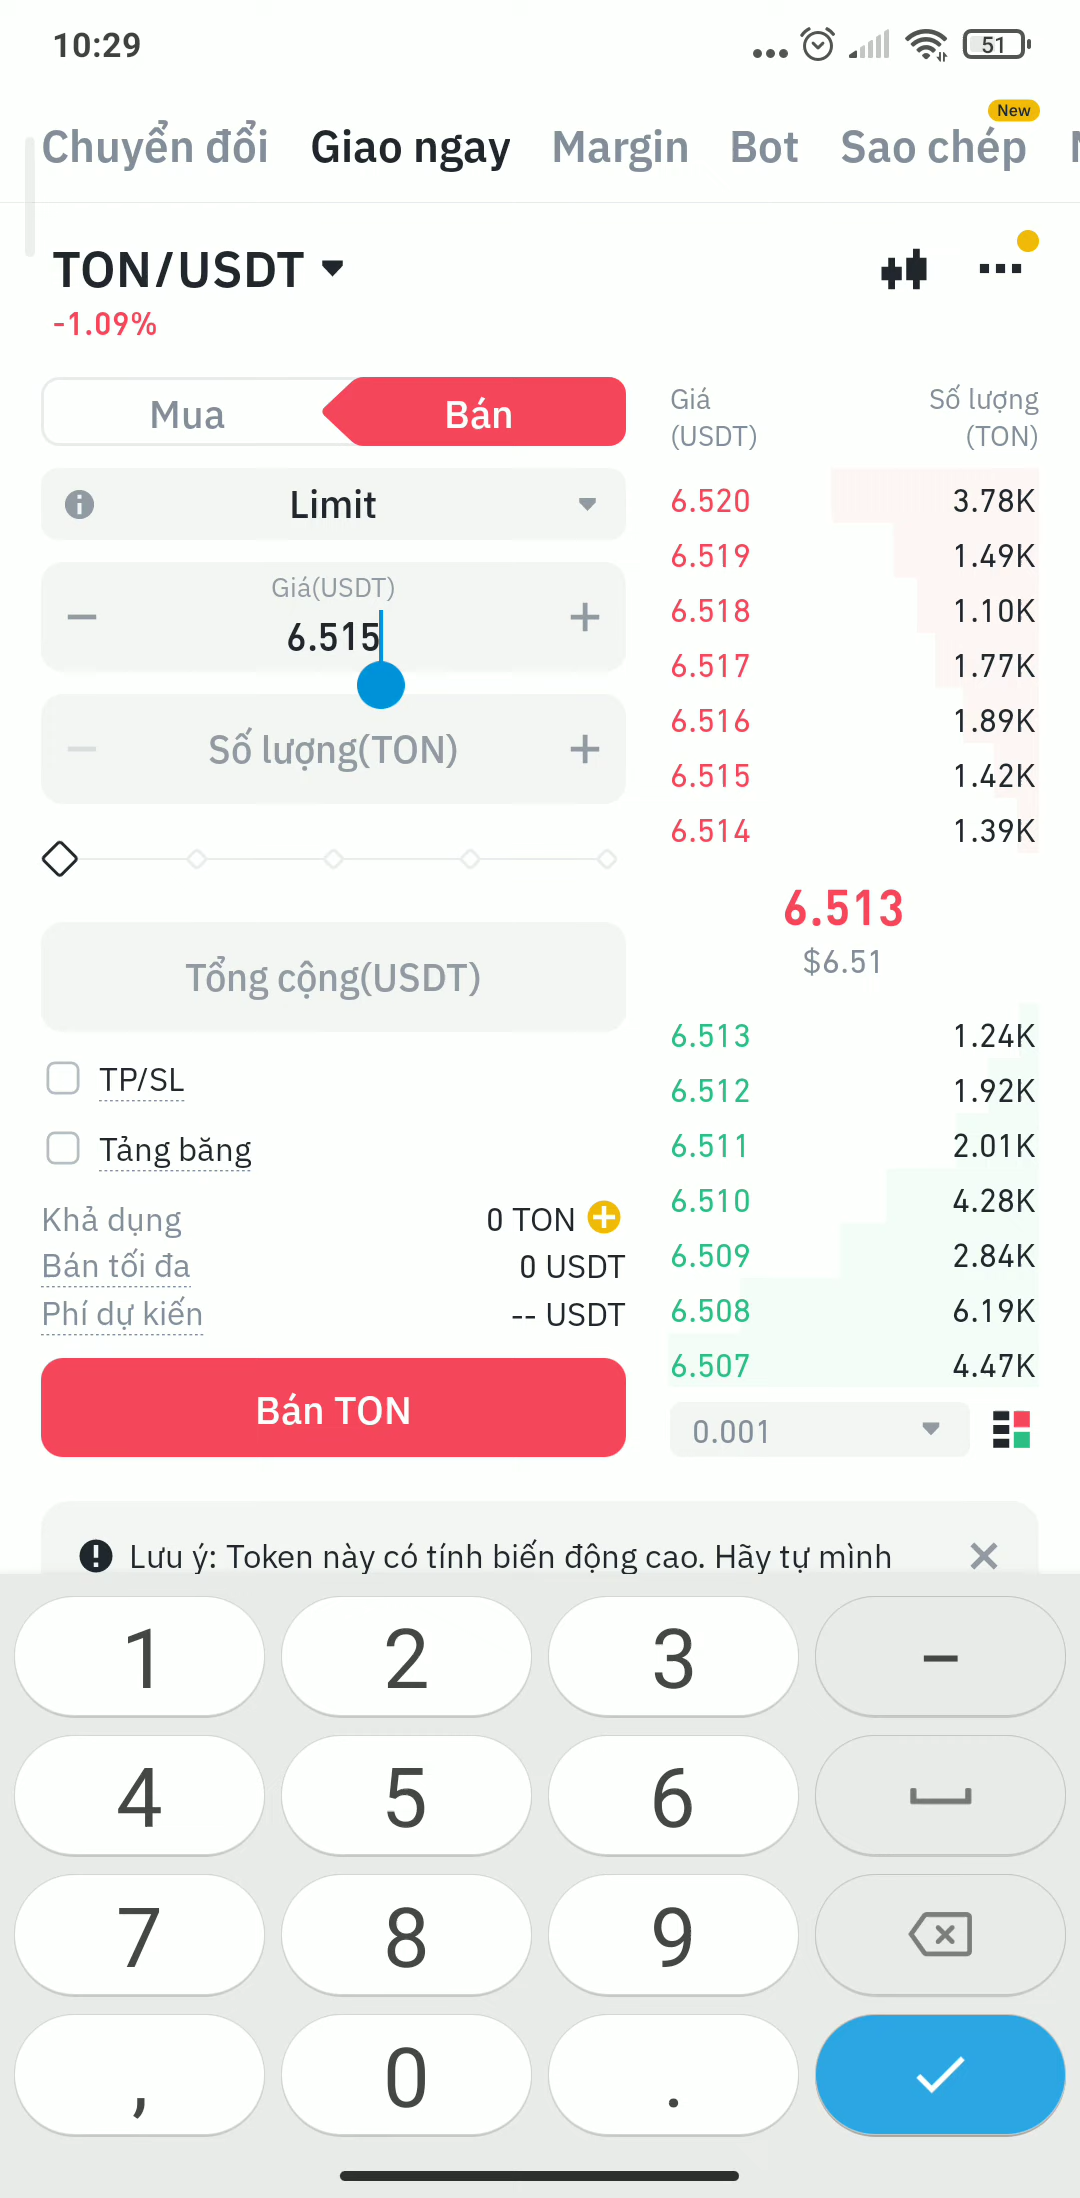 10:29
51
New
Chuyển đổi Giao ngay Margin Bot Sao chép
TON/USDT
-1.09%
Mua Bán
Limit
Giá(USDT)
6.515
Số lượng(TON)
Tổng cộng(USDT)
TP/SL
Tảng băng
Khả dụng 0 TON
Bán tối đa 0 USDT
Phí dự kiến -- USDT
Bán TON
Giá (USDT) Số lượng (TON)
6.520 3.78K
6.519 1.49K
6.518 1.10K
6.517 1.77K
6.516 1.89K
6.515 1.42K
6.514 1.39K
6.513
$6.51
6.513 1.24K
6.512 1.92K
6.511 2.01K
6.510 4.28K
6.509 2.84K
6.508 6.19K
6.507 4.47K
0.001
Lưu ý: Token này có tính biến động cao. Hãy tự mình
1 2 3 –
4 5 6
7 8 9
, 0 .